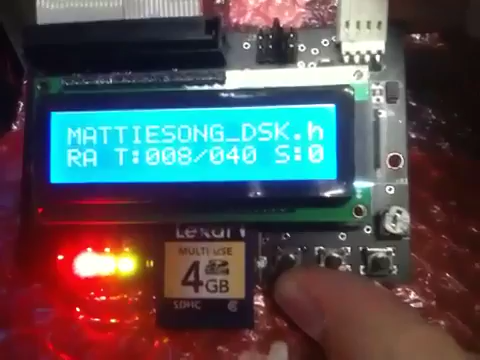 MATTIESONG_DSK.h
RA T:008/040 S:0
Lexar
MULTI USE
4GB
SDHC